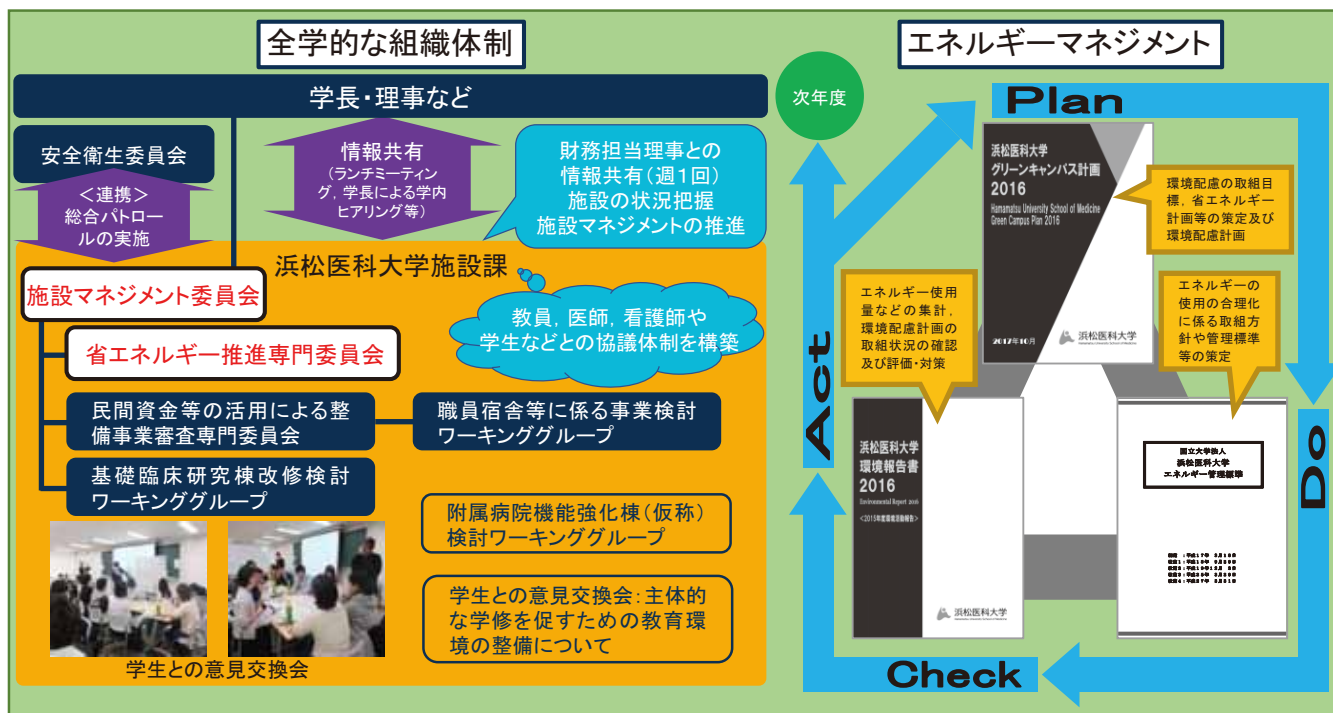 全学的な組織体制
学長・理事など
安全衛生委員会
<連携>
総合パトロー
ルの実施
情報共有
(ランチミーティン
グ, 学長による学内
ヒアリング等)
財務担当理事との
情報共有(週1回)
施設の状況把握
施設マネジメントの推進
浜松医科大学施設課
施設マネジメント委員会
省エネルギー推進専門委員会
教員, 医師, 看護師や
学生などとの協議体制を構築
民間資金等の活用による整
備事業審査専門委員会
職員宿舎等に係る事業検討
ワーキンググループ
基礎臨床研究棟改修検討
ワーキンググループ
附属病院機能強化棟(仮称)
検討ワーキンググループ
学生との意見交換会:主体的
な学修を促すための教育環
境の整備について
学生との意見交換会
エネルギーマネジメント
次年度
Plan
浜松医科大学
グリーンキャンパス計画
2016
Hamamatsu University School of Medicine
Green Campus Plan 2016
2017年10月
浜松医科大学
環境配慮の取組目
標, 省エネルギー
計画等の策定及び
環境配慮計画
エネルギーの
使用の合理化
に係る取組方
針や管理標準
等の策定
Do
国立大学法人
浜松医科大学
エネルギー管理標準
Check
エネルギー使用
量などの集計,
環境配慮計画の
取組状況の確認
及び評価・対策
浜松医科大学
環境報告書
2016
Environmental Report 2016
<2015年度環境活動報告>
浜松医科大学
Act